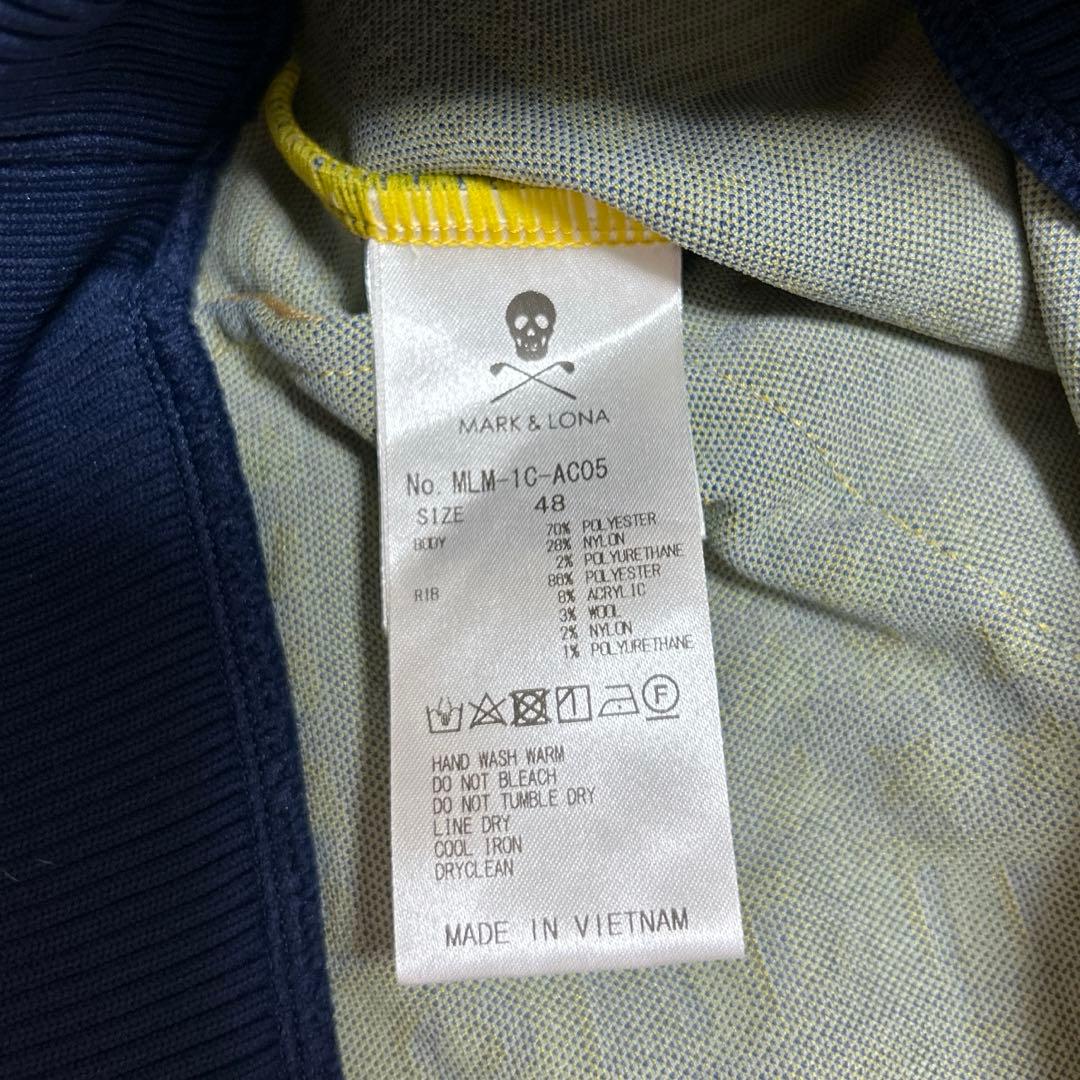 MARK & LONA
No. MLM-1C-AC05
SIZE 48
BODY 70% POLYESTER
28% NYLON
2% POLYURETHANE
RIB 86% POLYESTER
8% ACRYLIC
3% WOOL
2% NYLON
1% POLYURETHANE
F
HAND WASH WARM
DO NOT BLEACH
DO NOT TUMBLE DRY
LINE DRY
COOL IRON
DRYCLEAN
MADE IN VIETNAM